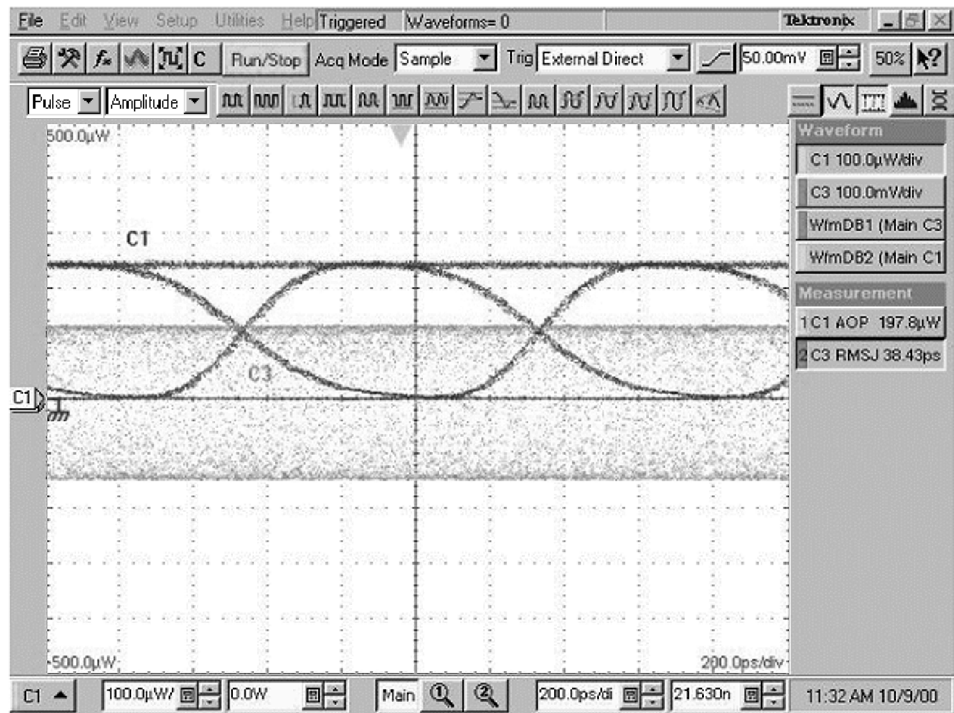 File Edit View Setup Utilities Help Triggered Waveforms= 0 Tektronix
C Run/Stop Acq Mode Sample Trig External Direct 50.00mV 50%
Pulse Amplitude
500.0µW
Waveform
C1 100.0µW/div
C3 100.0mV/div
WfmDB1 (Main C3
WfmDB2 (Main C1
Measurement
1 C1 AOP 197.8µW
2 C3 RMSJ 38.43ps
C1
C3
C1
-500.0µW 200.0ps/div
C1 100.0µW/ 0.0W Main 1 2 200.0ps/di 21.630n 11:32 AM 10/9/00